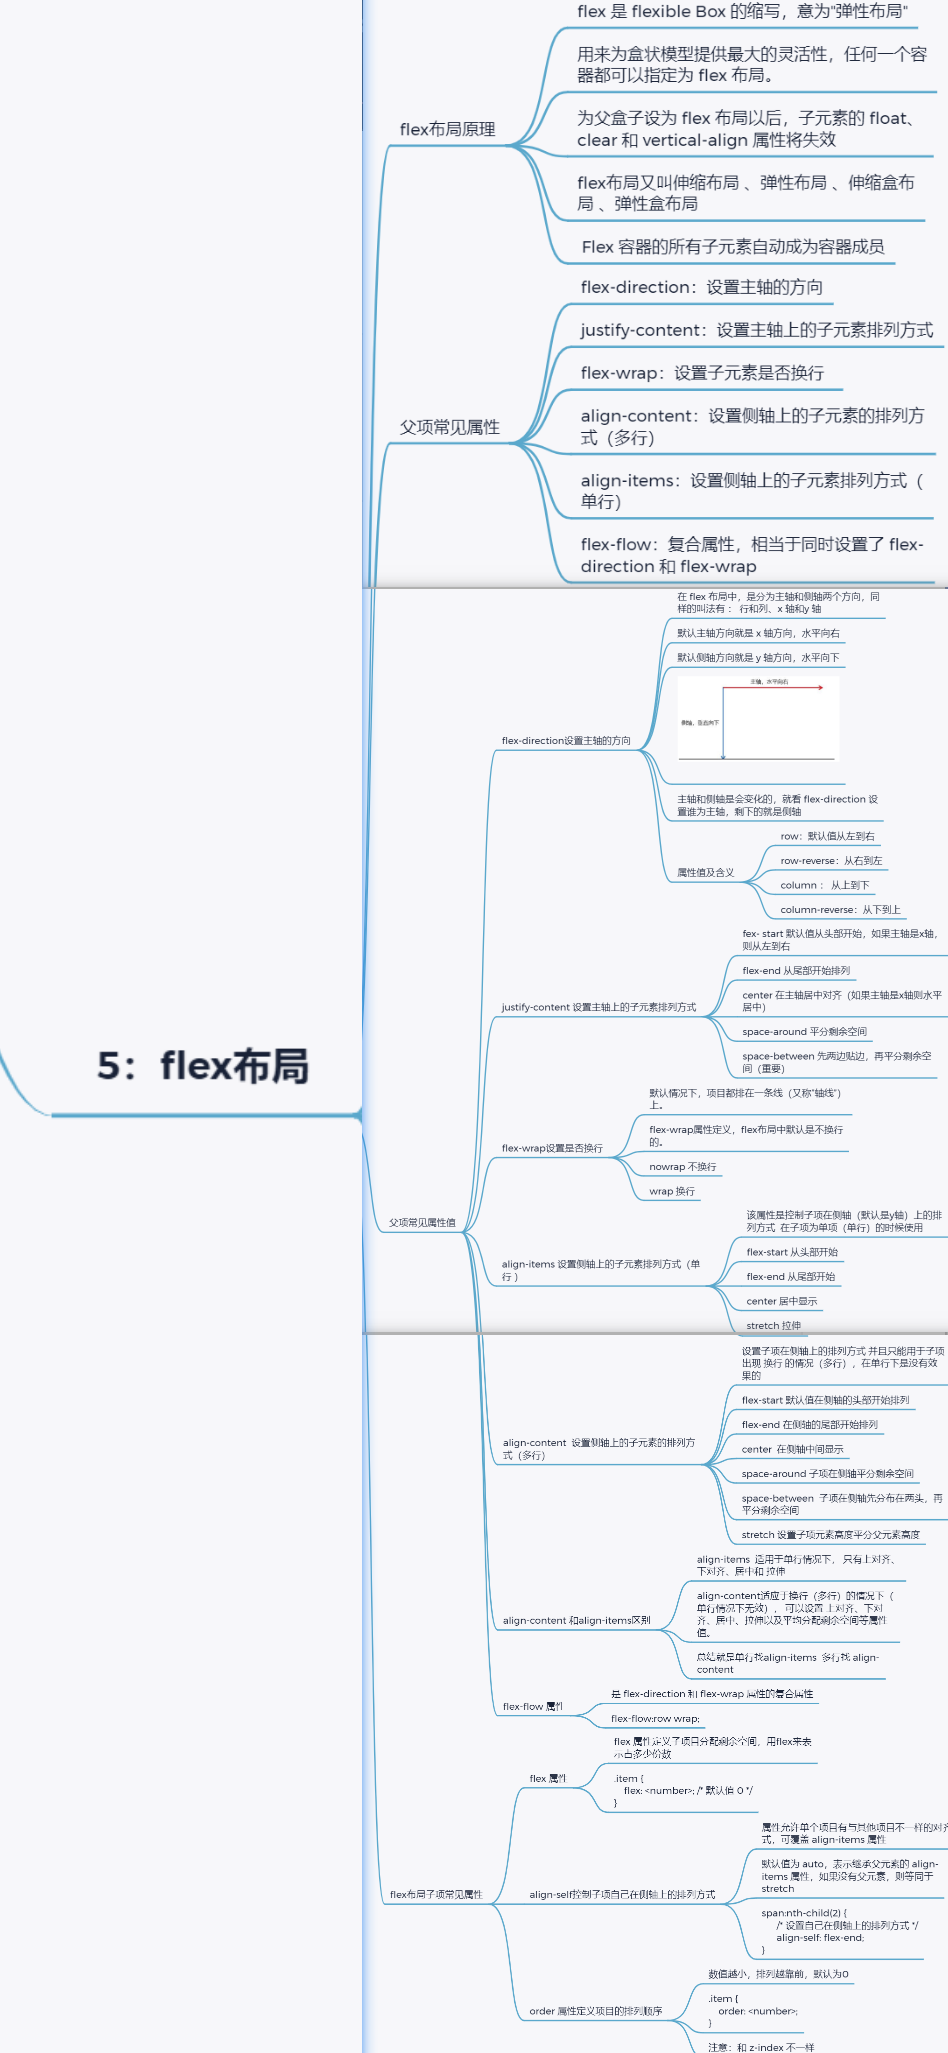 5：flex布局
flex布局原理
flex 是 flexible Box 的缩写，意为"弹性布局"
用来为盒状模型提供最大的灵活性，任何一个容
器都可以指定为 flex 布局。
为父盒子设为 flex 布局以后，子元素的 float、
clear 和 vertical-align 属性将失效
flex布局又叫伸缩布局 、弹性布局 、伸缩盒布
局 、弹性盒布局
Flex 容器的所有子元素自动成为容器成员
父项常见属性
flex-direction：设置主轴的方向
justify-content：设置主轴上的子元素排列方式
flex-wrap：设置子元素是否换行
align-content：设置侧轴上的子元素的排列方
式（多行）
align-items：设置侧轴上的子元素排列方式（
单行）
flex-flow：复合属性，相当于同时设置了 flex-
direction 和 flex-wrap
父项常见属性值
flex-direction设置主轴的方向
在 flex 布局中，是分为主轴和侧轴两个方向，同
样的叫法有 ： 行和列、x 轴和y 轴
默认主轴方向就是 x 轴方向，水平向右
默认侧轴方向就是 y 轴方向，水平向下
主轴，水平向右
侧轴，垂直向下
主轴和侧轴是会变化的，就看 flex-direction 设
置谁为主轴，剩下的就是侧轴
属性值及含义
row：默认值从左到右
row-reverse：从右到左
column ： 从上到下
column-reverse：从下到上
justify-content 设置主轴上的子元素排列方式
fex- start 默认值从头部开始，如果主轴是x轴，
则从左到右
flex-end 从尾部开始排列
center 在主轴居中对齐（如果主轴是x轴则水平
居中）
space-around 平分剩余空间
space-between 先两边贴边，再平分剩余空
间（重要）
flex-wrap设置是否换行
默认情况下，项目都排在一条线（又称"轴线"）
上。
flex-wrap属性定义，flex布局中默认是不换行
的。
nowrap 不换行
wrap 换行
align-items 设置侧轴上的子元素排列方式（单
行 ）
该属性是控制子项在侧轴（默认是y轴）上的排
列方式 在子项为单项（单行）的时候使用
flex-start 从头部开始
flex-end 从尾部开始
center 居中显示
stretch 拉伸
align-content 设置侧轴上的子元素的排列方
式（多行）
设置子项在侧轴上的排列方式 并且只能用于子项
出现 换行 的情况（多行），在单行下是没有效
果的
flex-start 默认值在侧轴的头部开始排列
flex-end 在侧轴的尾部开始排列
center 在侧轴中间显示
space-around 子项在侧轴平分剩余空间
space-between 子项在侧轴先分布在两头，再
平分剩余空间
stretch 设置子项元素高度平分父元素高度
align-content 和align-items区别
align-items 适用于单行情况下， 只有上对齐、
下对齐、居中和 拉伸
align-content适应于换行（多行）的情况下（
单行情况下无效）， 可以设置 上对齐、下对
齐、居中、拉伸以及平均分配剩余空间等属性
值。
总结就是单行找align-items 多行找 align-
content
flex-flow 属性
是 flex-direction 和 flex-wrap 属性的复合属性
flex-flow:row wrap;
flex布局子项常见属性
flex 属性
flex 属性定义子项目分配剩余空间，用flex来表
示占多少份数
.item {
flex: <number>; /* 默认值 0 */
}
align-self控制子项自己在侧轴上的排列方式
属性允许单个项目有与其他项目不一样的对齐
式，可覆盖 align-items 属性
默认值为 auto，表示继承父元素的 align-
items 属性，如果没有父元素，则等同于
stretch
span:nth-child(2) {
/* 设置自己在侧轴上的排列方式 */
align-self: flex-end;
}
order 属性定义项目的排列顺序
数值越小，排列越靠前，默认为0
.item {
order: <number>;
}
注意：和 z-index 不一样